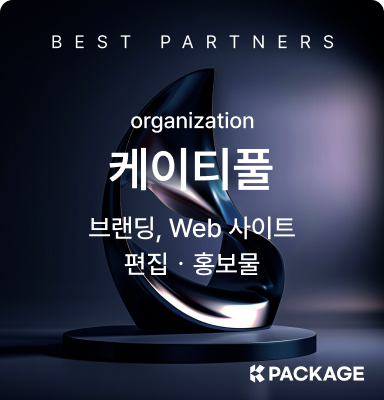 BEST PARTNERS
organization
케이티풀
브랜딩, Web 사이트
편집 · 홍보물
PACKAGE